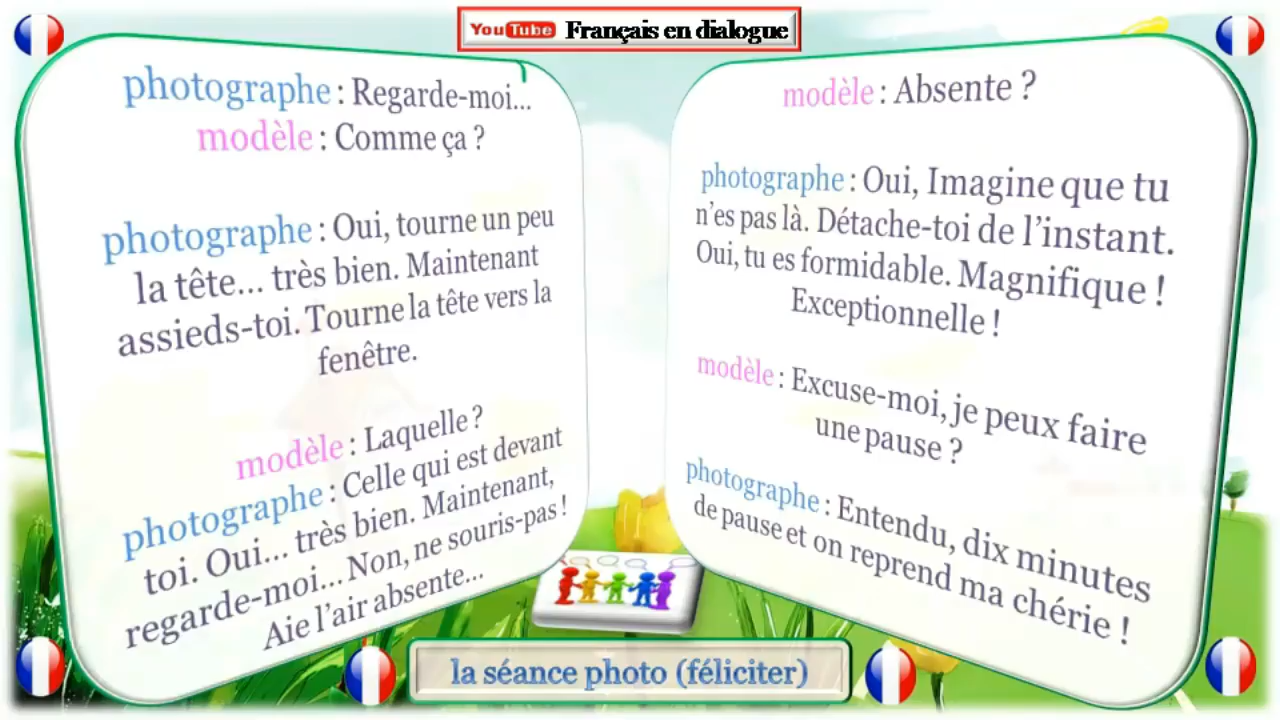 YouTube Français en dialogue
photographe : Regarde-moi...
modèle : Comme ça ?
photographe : Oui, tourne un peu
la tête... très bien. Maintenant
assieds-toi. Tourne la tête vers la
fenêtre.
modèle : Laquelle ?
photographe : Celle qui est devant
toi. Oui... très bien. Maintenant,
regarde-moi... Non, ne souris-pas !
Aie l'air absente...
modèle : Absente ?
photographe : Oui, Imagine que tu
n'es pas là. Détache-toi de l'instant.
Oui, tu es formidable. Magnifique !
Exceptionnelle !
modèle : Excuse-moi, je peux faire
une pause ?
photographe : Entendu, dix minutes
de pause et on reprend ma chérie !
la séance photo (féliciter)